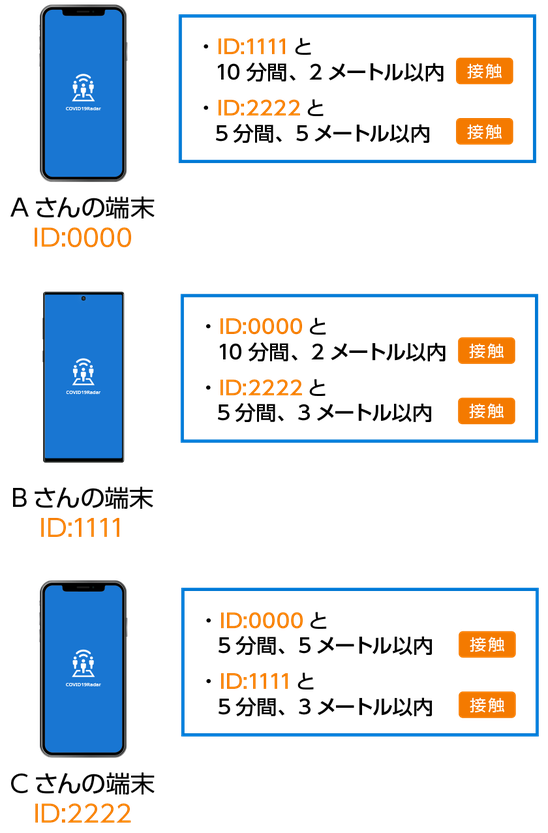 ・ID:1111 と
10 分間、2 メートル以内 接触
・ID:2222 と
5 分間、5 メートル以内 接触
COVID19Radar
A さんの端末
ID:0000
・ID:0000 と
10 分間、2 メートル以内 接触
・ID:2222 と
5 分間、3 メートル以内 接触
COVID19Radar
B さんの端末
ID:1111
・ID:0000 と
5 分間、5 メートル以内 接触
・ID:1111 と
5 分間、3 メートル以内 接触
COVID19Radar
C さんの端末
ID:2222